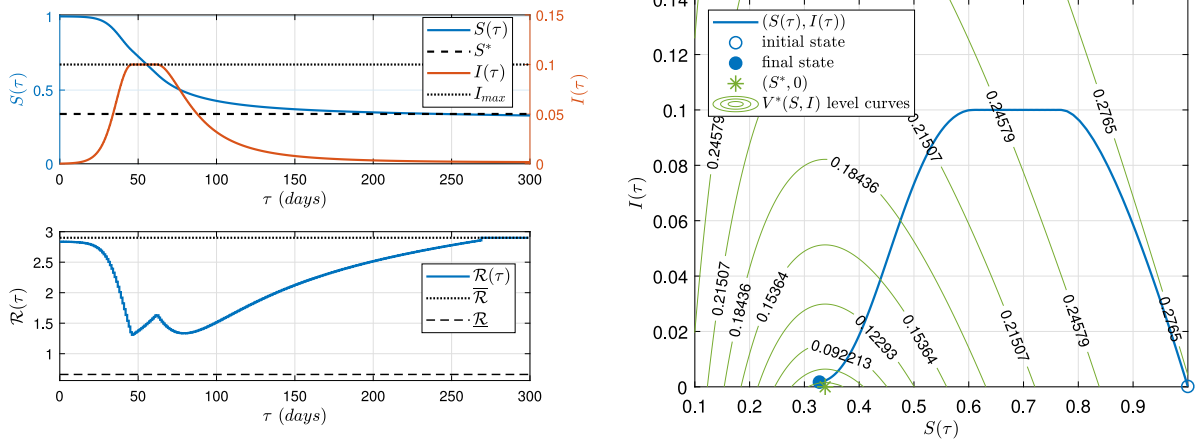 1
0.5
0
S(τ)
0.15
0.1
0.05
0
I(τ)
S(τ)
S*
I(τ)
I_max
0 50 100 150 200 250 300
τ (days)
3
2.5
2
1.5
1
R(τ)
R(τ)
R̅
R̲
0 50 100 150 200 250 300
τ (days)
0.14
0.12
0.1
0.08
0.06
0.04
0.02
0
I(τ)
(S(τ), I(τ))
initial state
final state
(S*, 0)
V*(S, I) level curves
0.24579
0.21507
0.24579
0.2765
0.18436
0.21507
0.18436
0.15364
0.12293
0.15364
0.092213
0.21507
0.24579
0.2765
0.1 0.2 0.3 0.4 0.5 0.6 0.7 0.8 0.9
S(τ)